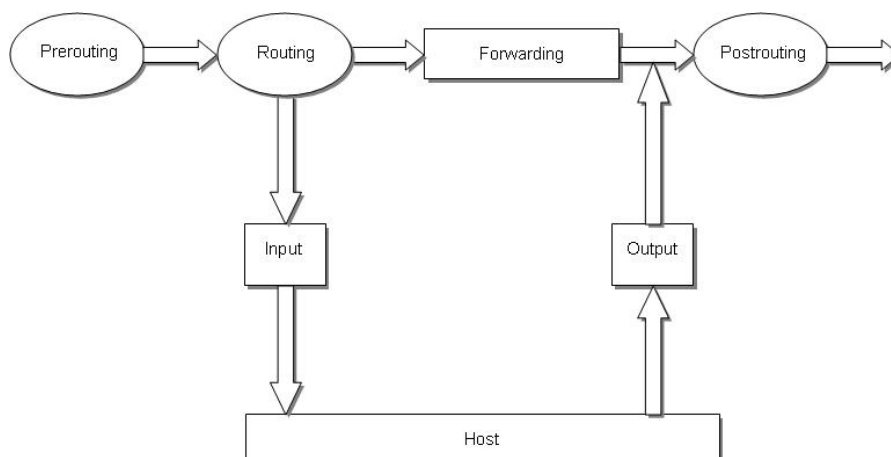 Prerouting
Routing
Forwarding
Postrouting
Input
Output
Host